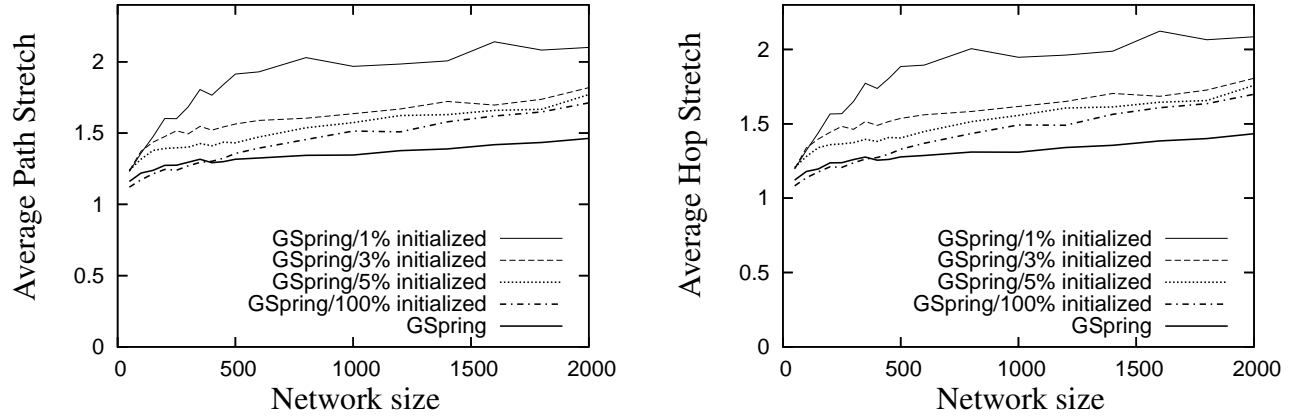 Average Path Stretch
2
1.5
1
0.5
0
GSpring/1% initialized
GSpring/3% initialized
GSpring/5% initialized
GSpring/100% initialized
GSpring
0 500 1000 1500 2000
Network size
Average Hop Stretch
2
1.5
1
0.5
0
GSpring/1% initialized
GSpring/3% initialized
GSpring/5% initialized
GSpring/100% initialized
GSpring
0 500 1000 1500 2000
Network size